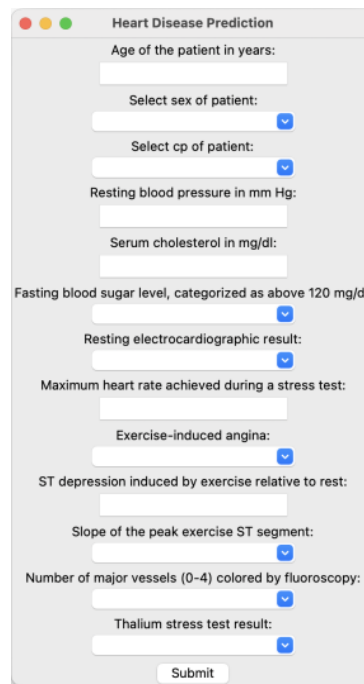 Heart Disease Prediction
Age of the patient in years:
Select sex of patient:
Select cp of patient:
Resting blood pressure in mm Hg:
Serum cholesterol in mg/dl:
Fasting blood sugar level, categorized as above 120 mg/d
Resting electrocardiographic result:
Maximum heart rate achieved during a stress test:
Exercise-induced angina:
ST depression induced by exercise relative to rest:
Slope of the peak exercise ST segment:
Number of major vessels (0-4) colored by fluoroscopy:
Thalium stress test result:
Submit